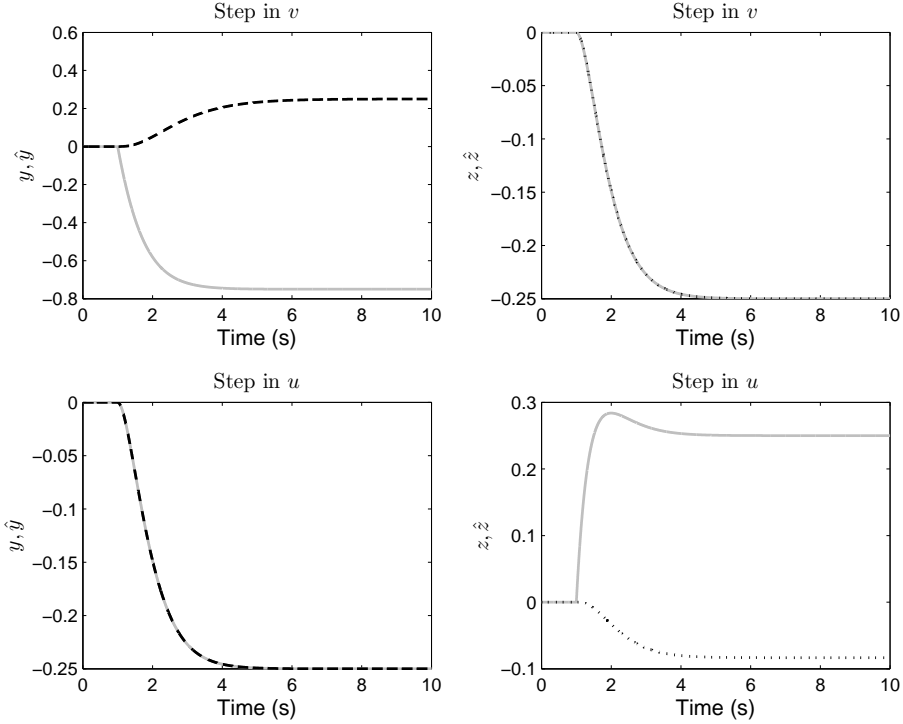 Step in v
0.6
0.4
0.2
0
−0.2
−0.4
−0.6
−0.8
y, ŷ
0 2 4 6 8 10
Time (s)
Step in v
0
−0.05
−0.1
−0.15
−0.2
−0.25
z, ẑ
0 2 4 6 8 10
Time (s)
Step in u
0
−0.05
−0.1
−0.15
−0.2
−0.25
y, ŷ
0 2 4 6 8 10
Time (s)
Step in u
0.3
0.2
0.1
0
−0.1
z, ẑ
0 2 4 6 8 10
Time (s)